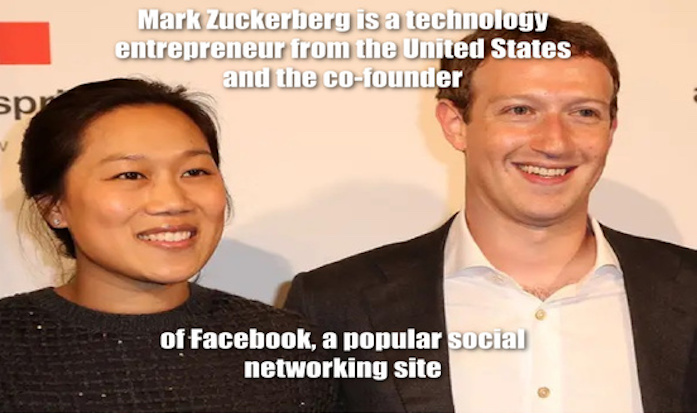 Mark Zuckerberg is a technology
entrepreneur from the United States
and the co-founder
spri
of Facebook, a popular social
networking site